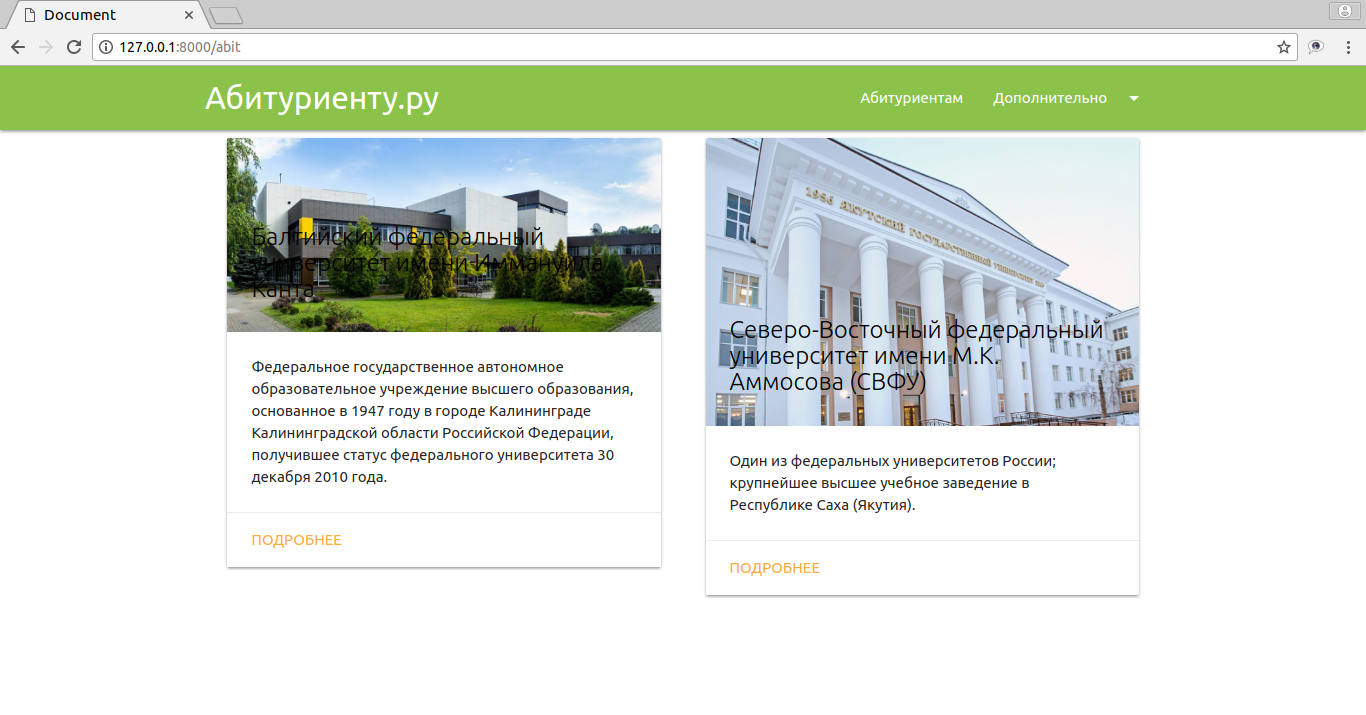 Document
127.0.0.1:8000/abit
Абитуриенту.ру
Абитуриентам
Дополнительно
Балтийский федеральный
университет имени Иммануила
Канта
Федеральное государственное автономное
образовательное учреждение высшего образования,
основанное в 1947 году в городе Калининграде
Калининградской области Российской Федерации,
получившее статус федерального университета 30
декабря 2010 года.
ПОДРОБНЕЕ
1956 ЯКУТСКИЙ ГОСУДАРСТВЕННЫЙ УНИВЕРСИТЕТ
Северо-Восточный федеральный
университет имени М.К.
Аммосова (СВФУ)
Один из федеральных университетов России;
крупнейшее высшее учебное заведение в
Республике Саха (Якутия).
ПОДРОБНЕЕ